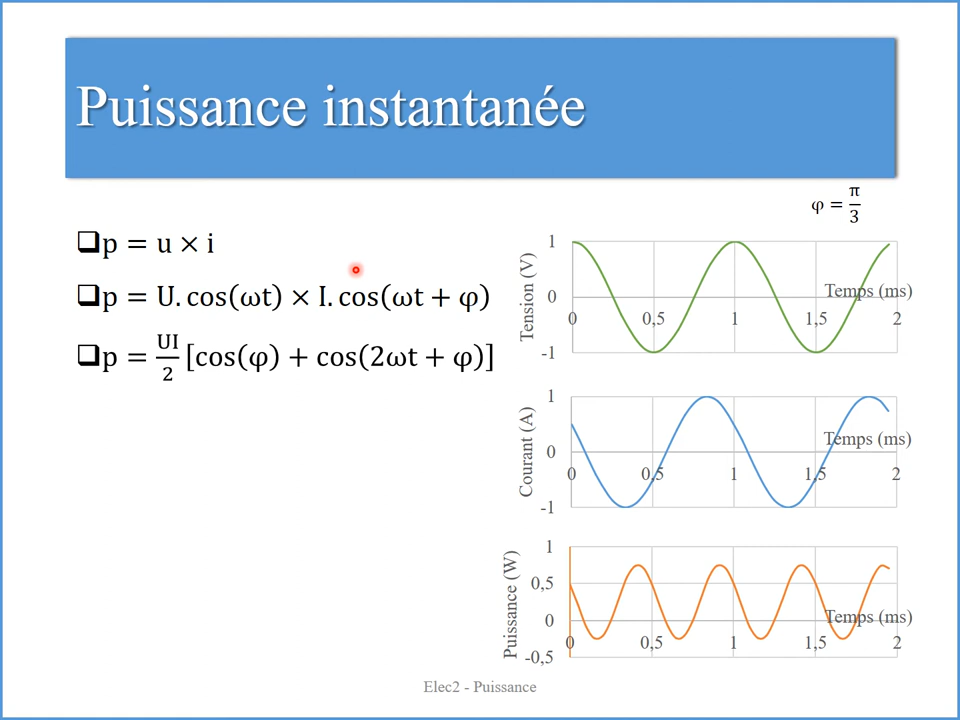 Puissance instantanée
❑p = u × i
❑p = U. cos(ωt) × I. cos(ωt + φ)
❑p = UI/2 [cos(φ) + cos(2ωt + φ)]
φ = π/3
Tension (V)
1
0
-1
0 0,5 1 1,5 2
Temps (ms)
Courant (A)
1
0
-1
0 0,5 1 1,5 2
Temps (ms)
Puissance (W)
1
0,5
0
-0,5
0 0,5 1 1,5 2
Temps (ms)
Elec2 - Puissance